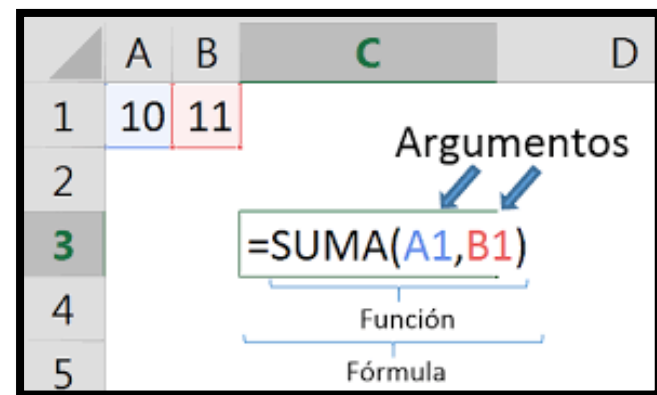 A B C D
1 10 11
Argumentos
2
3 =SUMA(A1,B1)
4 Función
5 Fórmula